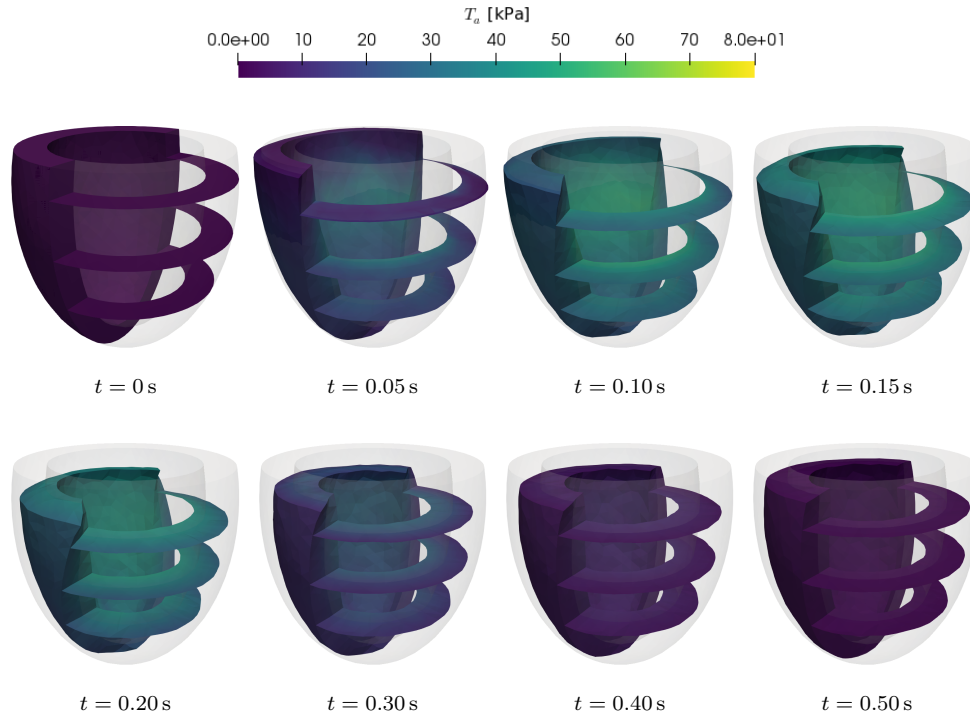 T_a [kPa]
0.0e+00 10 20 30 40 50 60 70 8.0e+01
t = 0 s t = 0.05 s t = 0.10 s t = 0.15 s
t = 0.20 s t = 0.30 s t = 0.40 s t = 0.50 s